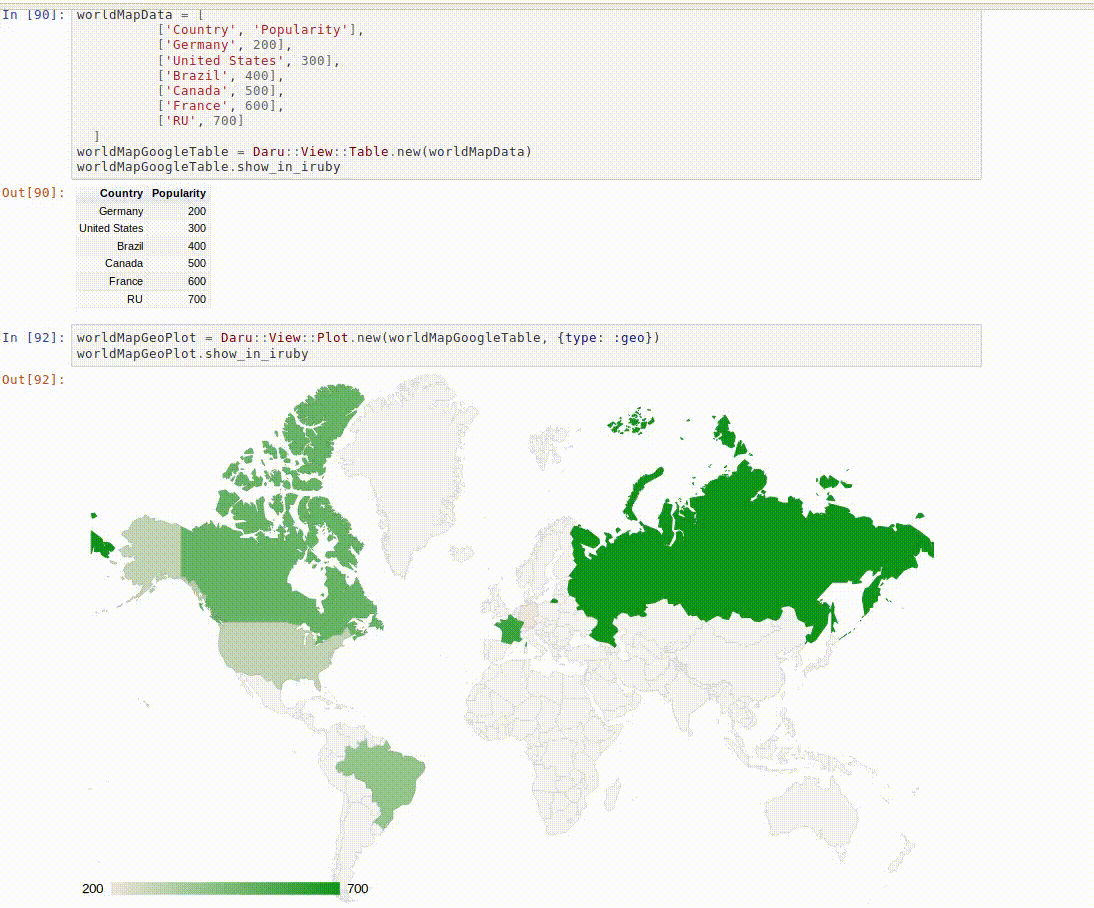 In [90]: worldMapData = [
['Country', 'Popularity'],
['Germany', 200],
['United States', 300],
['Brazil', 400],
['Canada', 500],
['France', 600],
['RU', 700]
]
worldMapGoogleTable = Daru::View::Table.new(worldMapData)
worldMapGoogleTable.show_in_iruby
Out[90]:
Country Popularity
Germany 200
United States 300
Brazil 400
Canada 500
France 600
RU 700
In [92]: worldMapGeoPlot = Daru::View::Plot.new(worldMapGoogleTable, {type: :geo})
worldMapGeoPlot.show_in_iruby
Out[92]:
200 700